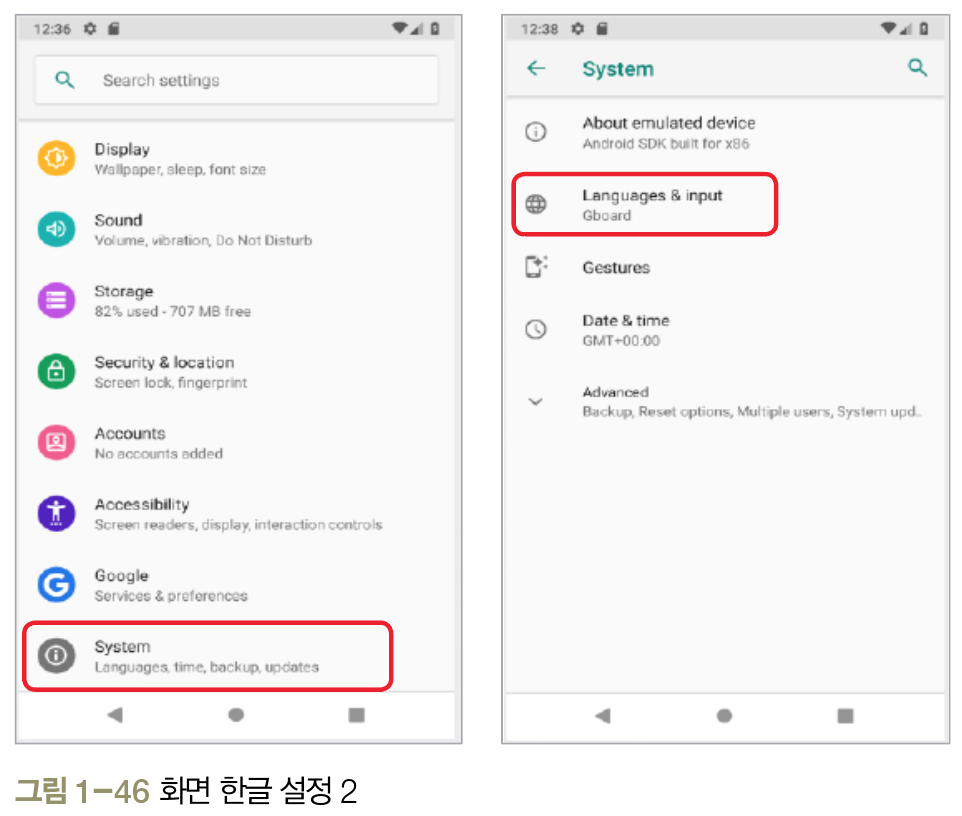 12:36
Search settings
Display
Wallpaper, sleep, font size
Sound
Volume, vibration, Do Not Disturb
Storage
82% used - 707 MB free
Security & location
Screen lock, fingerprint
Accounts
No accounts added
Accessibility
Screen readers, display, interaction controls
Google
Services & preferences
System
Languages, time, backup, updates
12:38
System
About emulated device
Android SDK built for x86
Languages & input
Gboard
Gestures
Date & time
GMT+00:00
Advanced
Backup, Reset options, Multiple users, System upd..
그림 1-46 화면 한글 설정 2